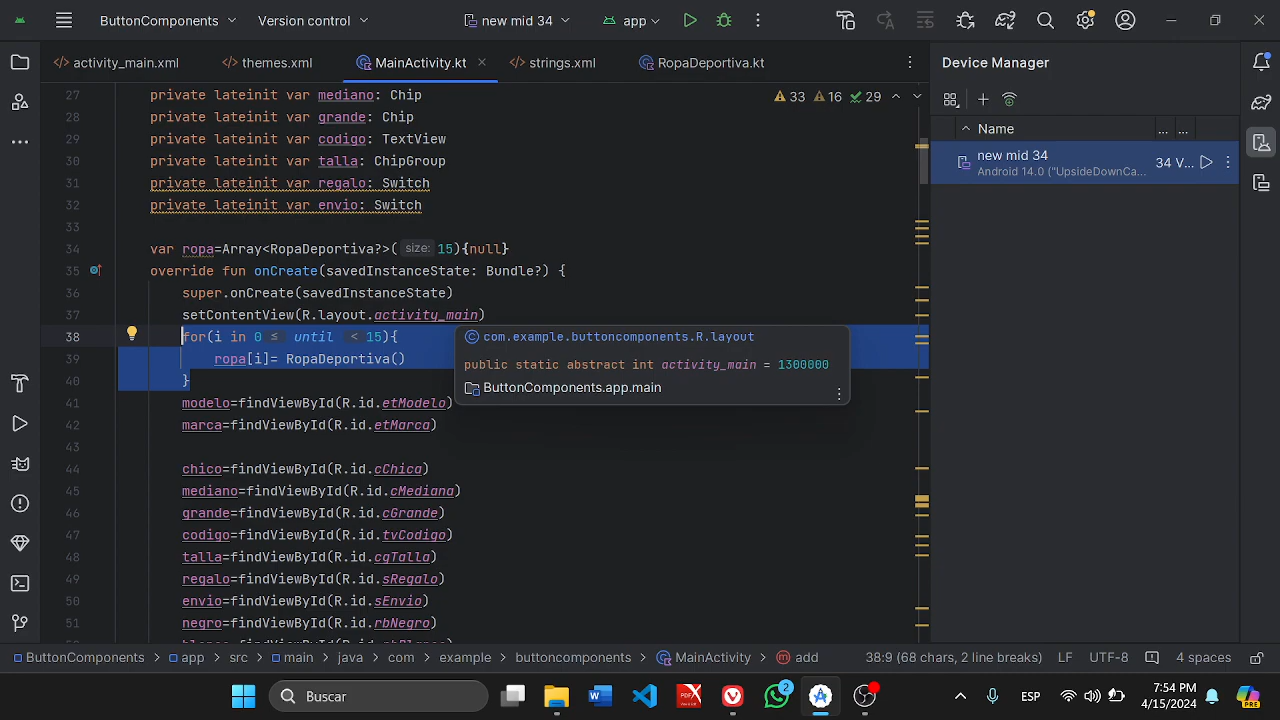 ButtonComponents
Version control
new mid 34
app
activity_main.xml
themes.xml
MainActivity.kt
strings.xml
RopaDeportiva.kt
Device Manager
33
16
29
27 private lateinit var mediano: Chip
28 private lateinit var grande: Chip
29 private lateinit var codigo: TextView
30 private lateinit var talla: ChipGroup
31 private lateinit var regalo: Switch
32 private lateinit var envio: Switch
33
34 var ropa=Array<RopaDeportiva?>( size: 15){null}
35 override fun onCreate(savedInstanceState: Bundle?) {
36 super.onCreate(savedInstanceState)
37 setContentView(R.layout.activity_main)
38 for(i in 0 ≤ until < 15){
39 ropa[i]= RopaDeportiva()
40 }
41 modelo=findViewById(R.id.etModelo)
42 marca=findViewById(R.id.etMarca)
43
44 chico=findViewById(R.id.cChica)
45 mediano=findViewById(R.id.cMediana)
46 grande=findViewById(R.id.cGrande)
47 codigo=findViewById(R.id.tvCodigo)
48 talla=findViewById(R.id.cgTalla)
49 regalo=findViewById(R.id.sRegalo)
50 envio=findViewById(R.id.sEnvio)
51 negro=findViewById(R.id.rbNegro)
com.example.buttoncomponents.R.layout
public static abstract int activity_main = 1300000
ButtonComponents.app.main
Name
... ...
new mid 34
Android 14.0 ("UpsideDownCa...
34 V...
ButtonComponents > app > src > main > java > com > example > buttoncomponents > MainActivity > add
38:9 (68 chars, 2 line breaks)
LF
UTF-8
4 spaces
Buscar
2
ESP
7:54 PM
4/15/2024
PRE